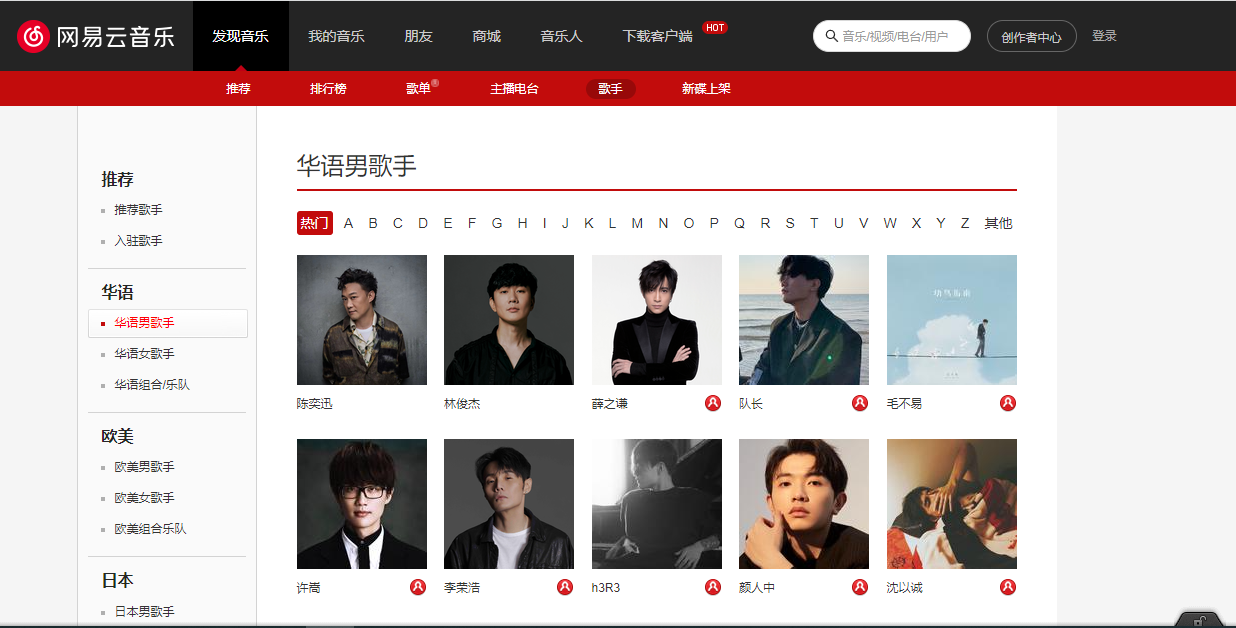 网易云音乐 发现音乐 我的音乐 朋友 商城 音乐人 下载客户端 HOT 音乐/视频/电台/用户 创作者中心 登录
推荐 排行榜 歌单 主播电台 歌手 新碟上架
推荐
推荐歌手
入驻歌手
华语
华语男歌手
华语女歌手
华语组合/乐队
欧美
欧美男歌手
欧美女歌手
欧美组合乐队
日本
日本男歌手
华语男歌手
热门 A B C D E F G H I J K L M N O P Q R S T U V W X Y Z 其他
陈奕迅 林俊杰 薛之谦 队长 毛不易
许嵩 李荣浩 h3R3 颜人中 沈以诚